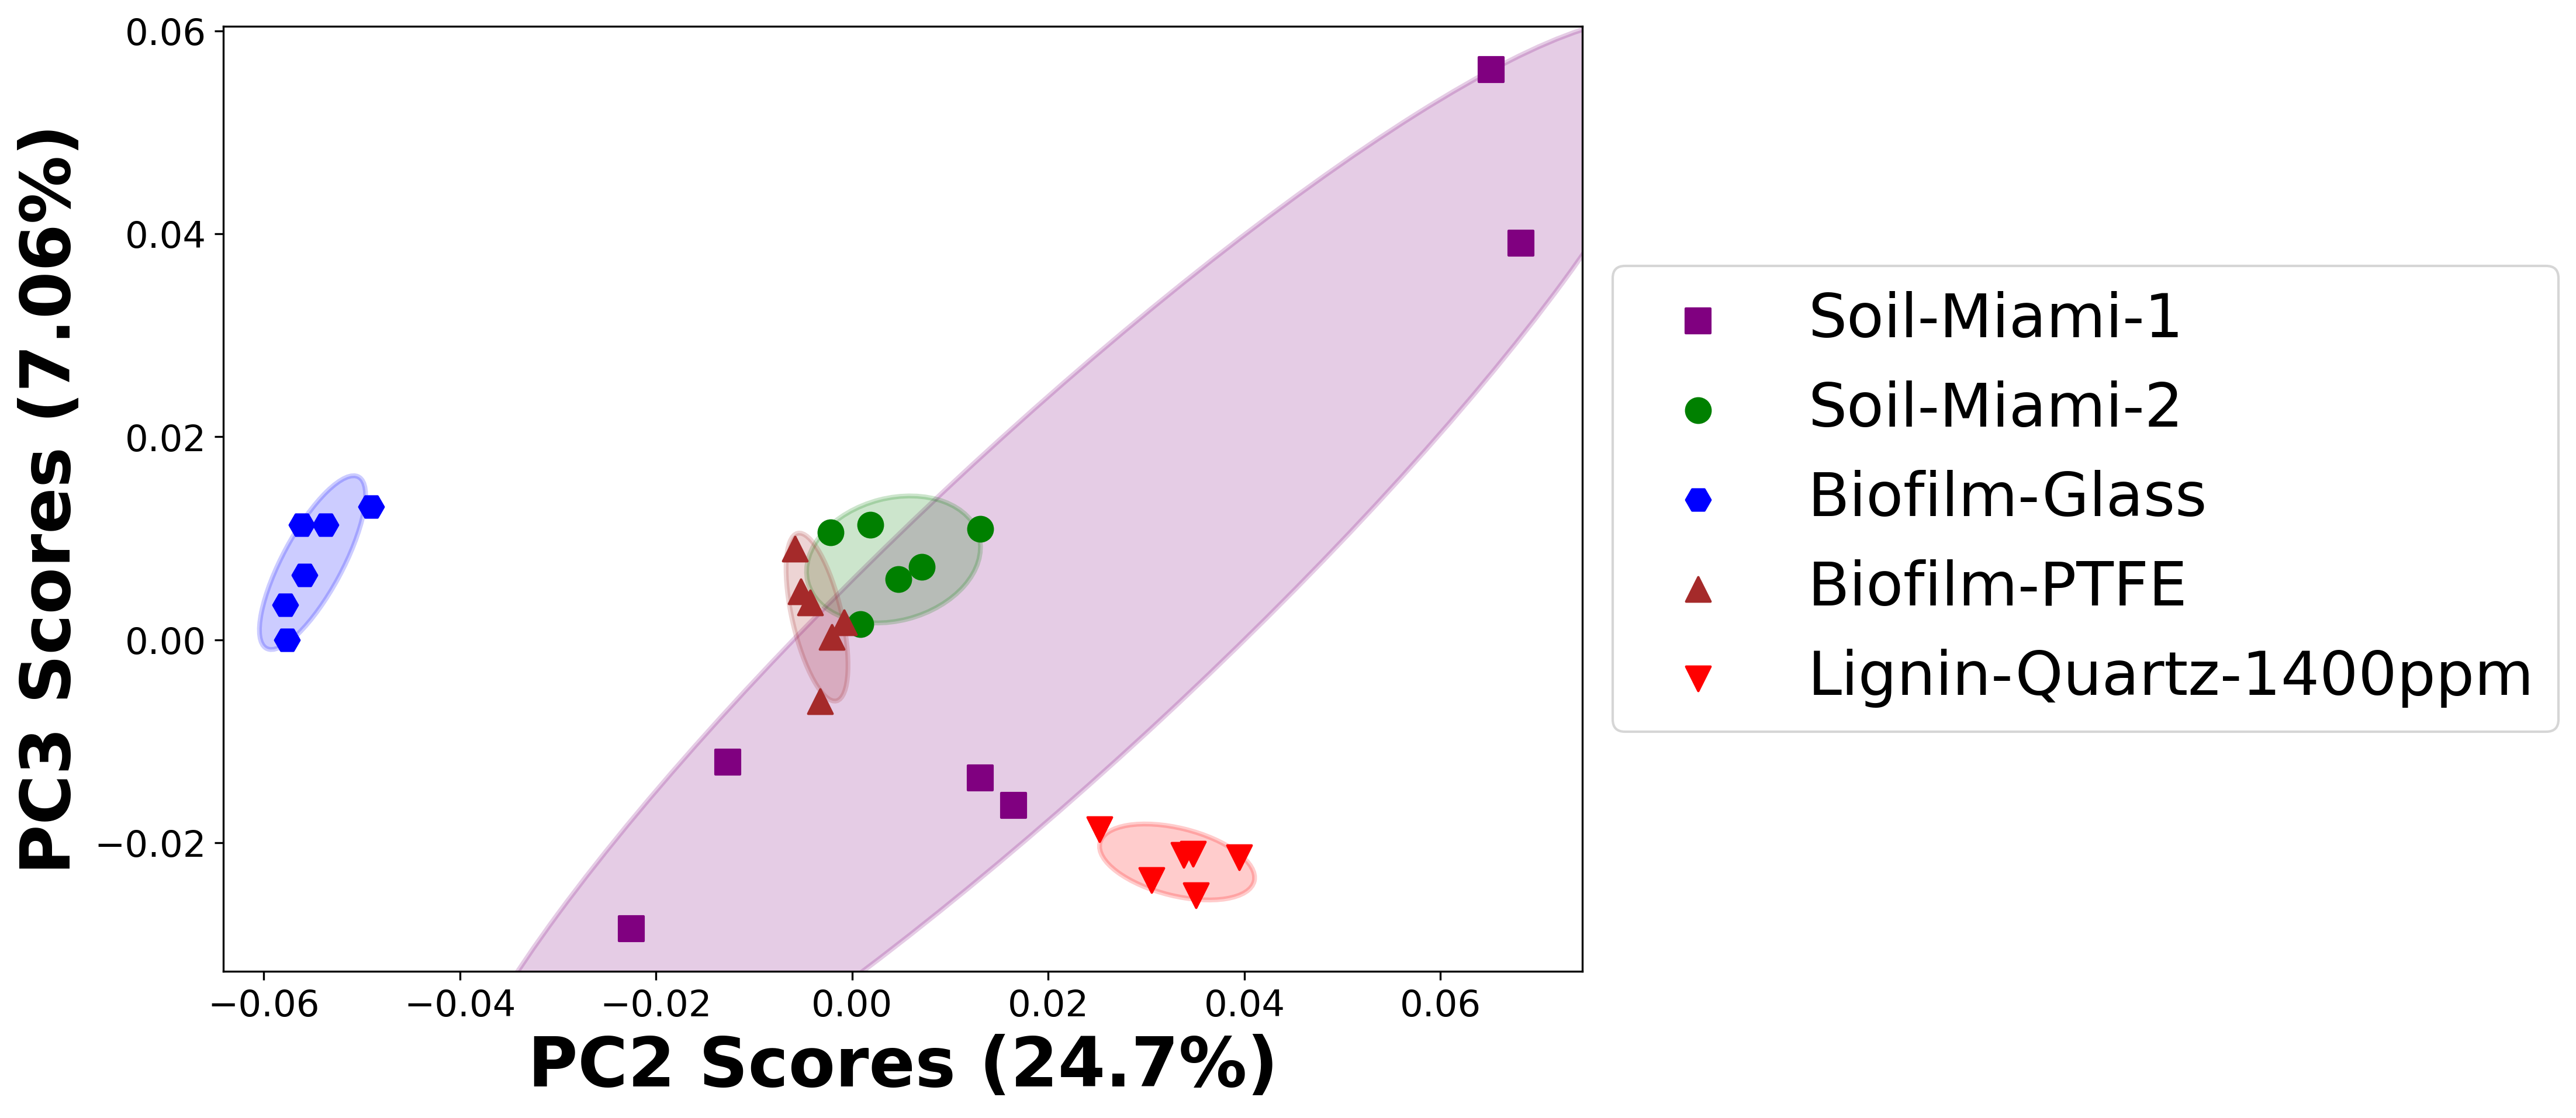 0.06
0.04
0.02
0.00
−0.02
PC3 Scores (7.06%)
−0.06
−0.04
−0.02
0.00
0.02
0.04
0.06
PC2 Scores (24.7%)
Soil-Miami-1
Soil-Miami-2
Biofilm-Glass
Biofilm-PTFE
Lignin-Quartz-1400ppm